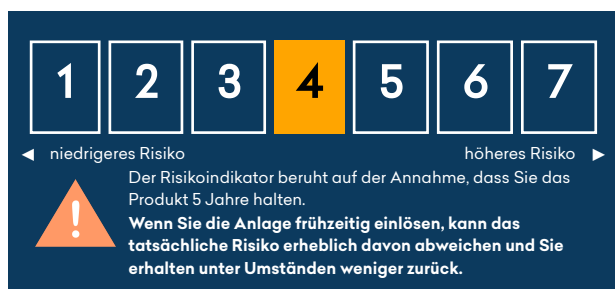 1 2 3 4 5 6 7
◄ niedrigeres Risiko höheres Risiko ►
Der Risikoindikator beruht auf der Annahme, dass Sie das
Produkt 5 Jahre halten.
!
Wenn Sie die Anlage frühzeitig einlösen, kann das
tatsächliche Risiko erheblich davon abweichen und Sie
erhalten unter Umständen weniger zurück.